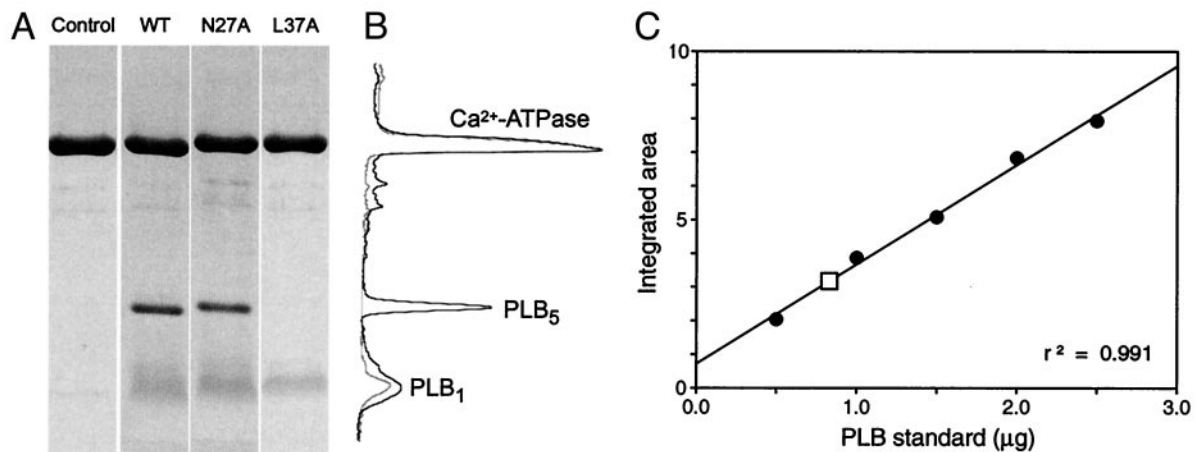 A
Control WT N27A L37A
B
Ca²⁺-ATPase
PLB₅
PLB₁
C
Integrated area
10
5
0
0.0 1.0 2.0 3.0
PLB standard (μg)
r² = 0.991